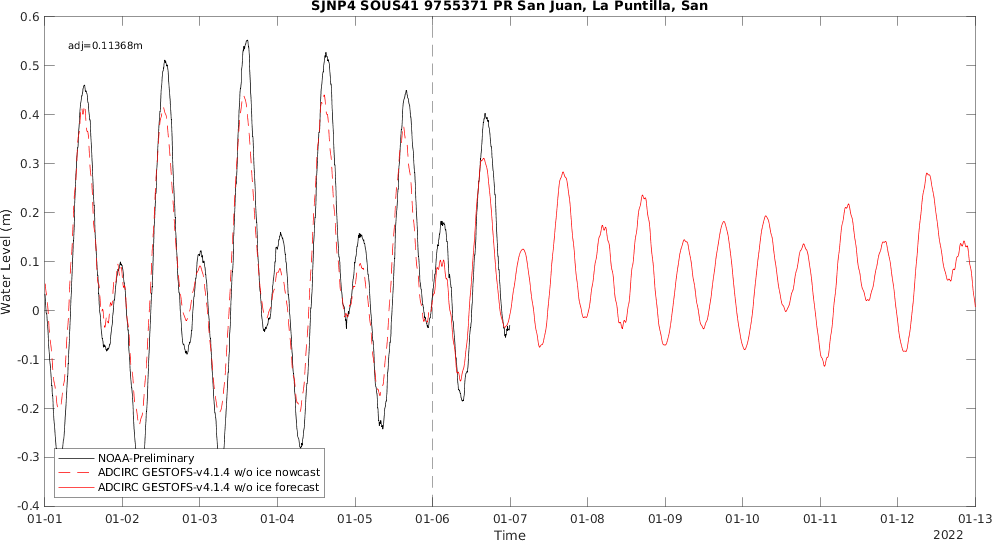 SJNP4 SOUS41 9755371 PR San Juan, La Puntilla, San
adj=0.11368m
Water Level (m)
0.6
0.5
0.4
0.3
0.2
0.1
0
-0.1
-0.2
-0.3
-0.4
NOAA-Preliminary
ADCIRC GESTOFS-v4.1.4 w/o ice nowcast
ADCIRC GESTOFS-v4.1.4 w/o ice forecast
01-01 01-02 01-03 01-04 01-05 01-06 01-07 01-08 01-09 01-10 01-11 01-12 01-13
Time
2022